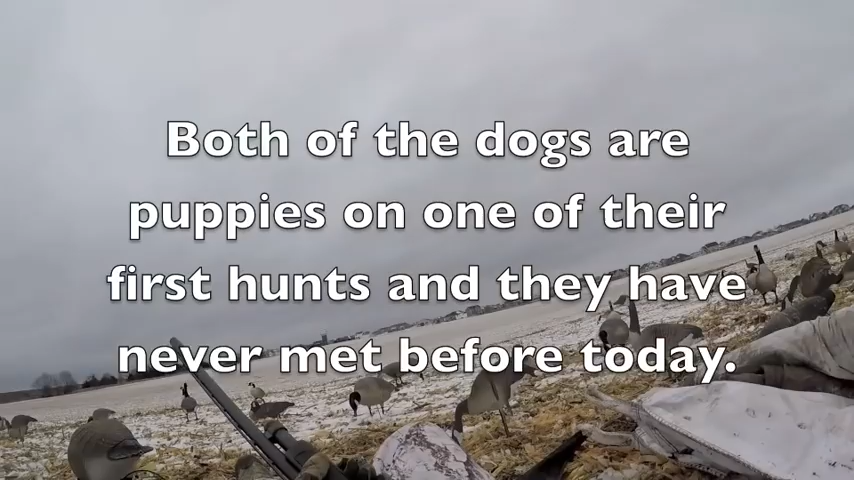 Both of the dogs are
puppies on one of their
first hunts and they have
never met before today.